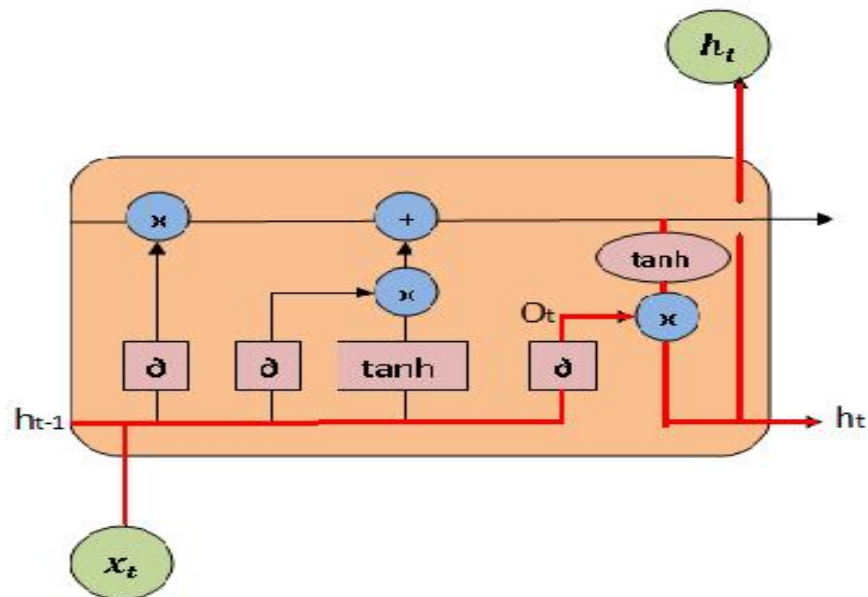 hₜ
×
+
tanh
×
Oₜ
×
∂
∂
tanh
∂
hₜ₋₁
hₜ
xₜ